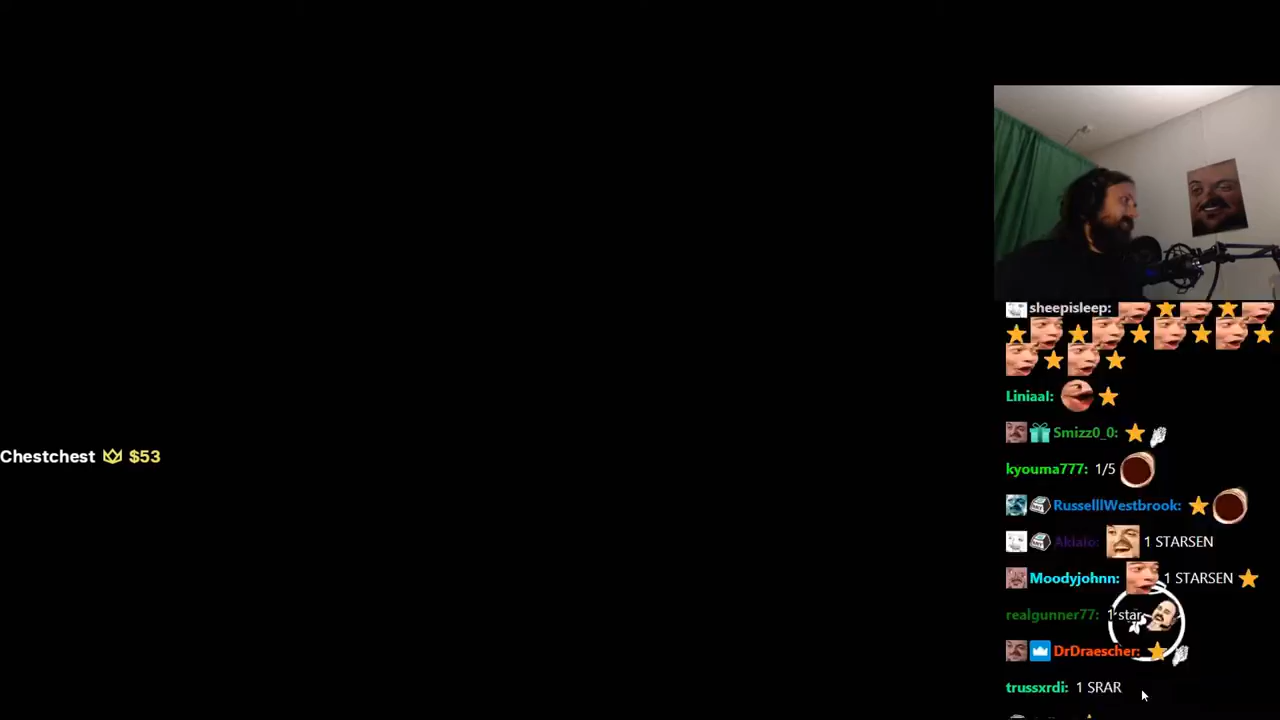 sheepisleep:
Liniaal:
Smizz0_0:
kyouma777: 1/5
Chestchest $53
RusselllWestbrook:
Aklalo: 1 STARSEN
Moodyjohnn: 1 STARSEN
realgunner77: 1 star
DrDraescher:
trussxrdi: 1 SRAR